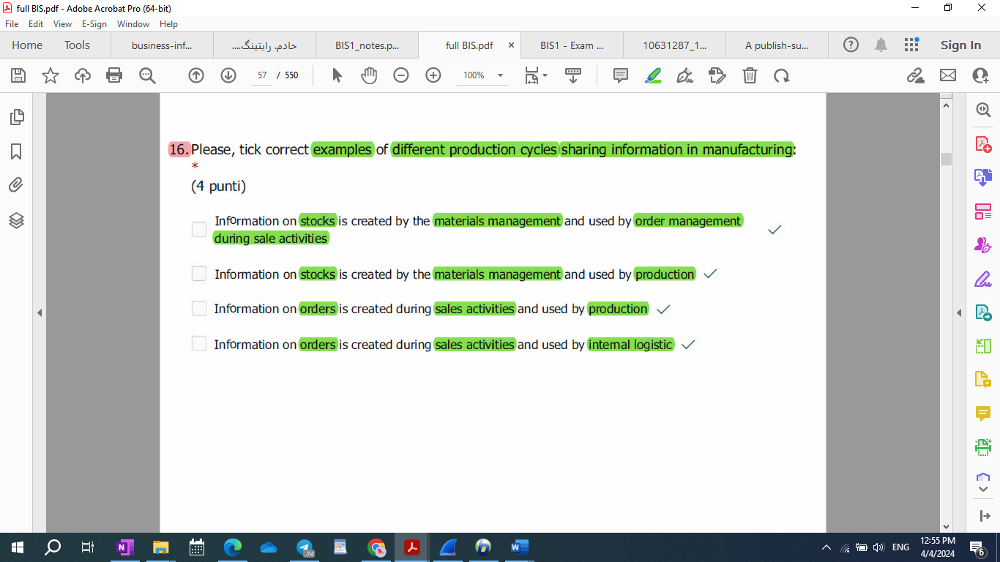 full BIS.pdf - Adobe Acrobat Pro (64-bit)
File Edit View E-Sign Window Help
Home Tools business-inf... خادم. رایتینگ.... BIS1_notes.p... full BIS.pdf × BIS1 - Exam ... 10631287_1... A publish-su... Sign In
57 / 550 100%
16. Please, tick correct examples of different production cycles sharing information in manufacturing:
*
(4 punti)
Information on stocks is created by the materials management and used by order management
during sale activities
Information on stocks is created by the materials management and used by production
Information on orders is created during sales activities and used by production
Information on orders is created during sales activities and used by internal logistic
74
ENG
12:55 PM
4/4/2024
6